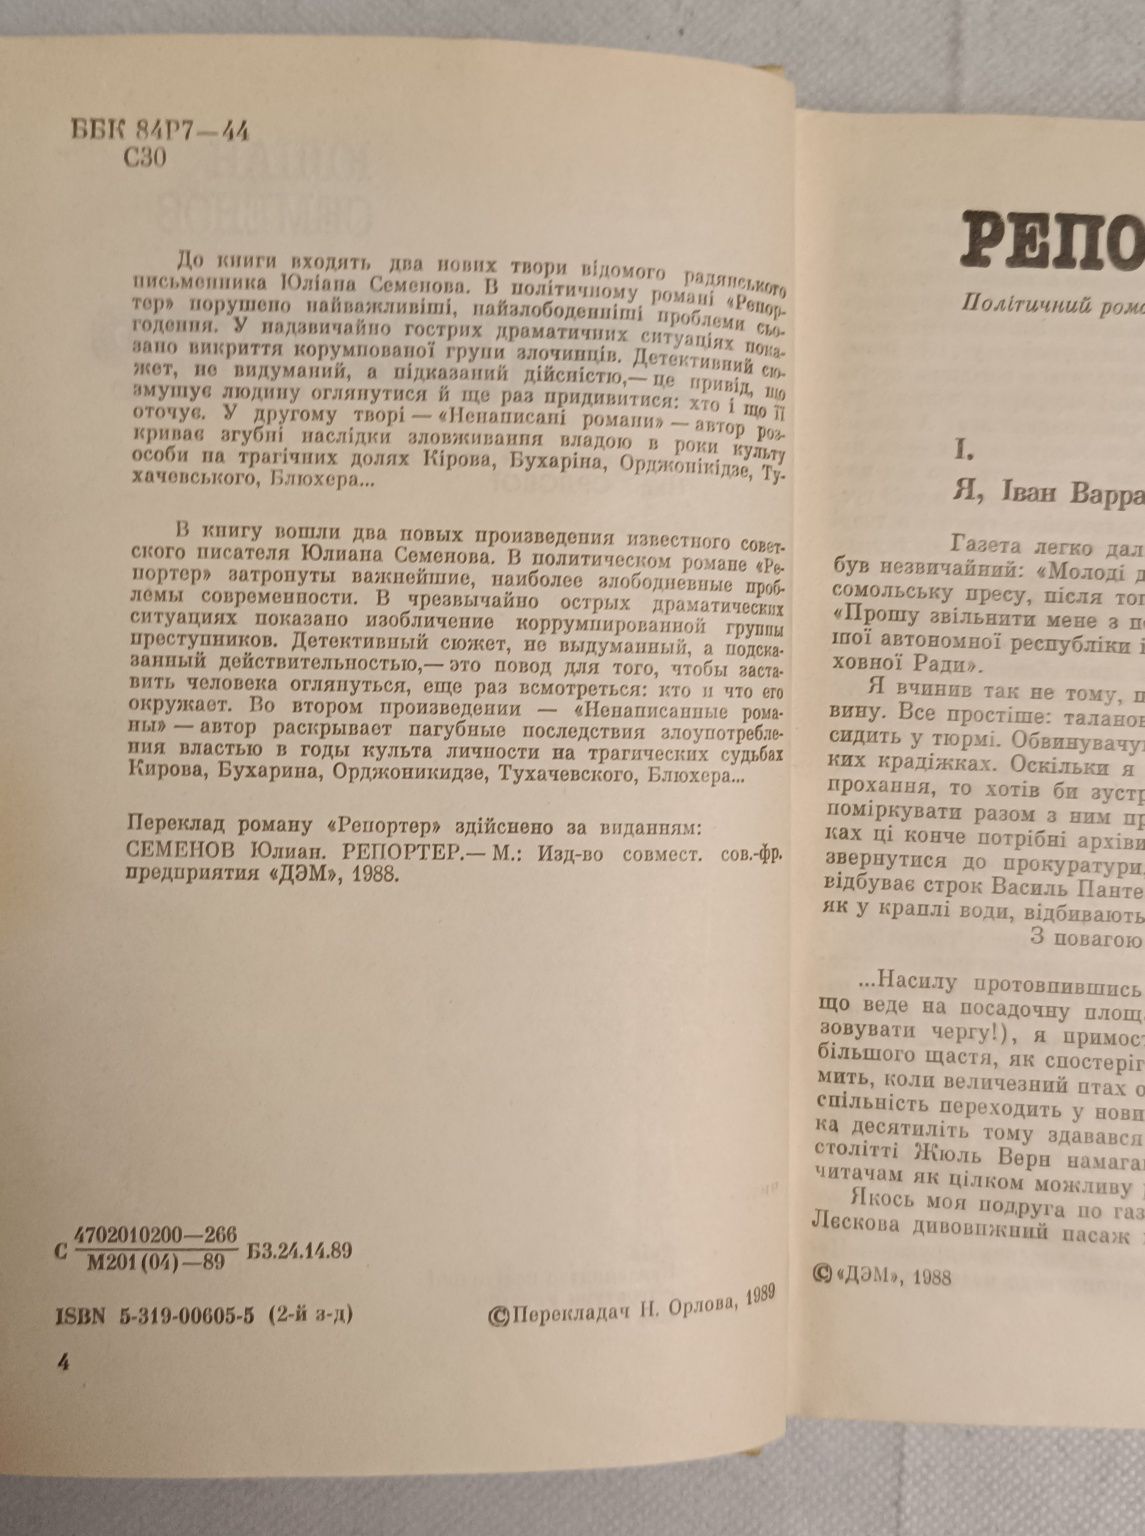 ББК 84Р7—44
С30
До книги входять два нових твори відомого радянського
письменника Юліана Семенова. В політичному романі «Репор-
тер» порушено найважливіші, найзлободенніші проблеми сьо-
годення. У надзвичайно гострих драматичних ситуаціях пока-
зано викриття корумпованої групи злочинців. Детективний сю-
жет, не видуманий, а підказаний дійсністю,— це привід, що
змушує людину оглянутися й ще раз придивитися: хто і що її
оточує. У другому творі — «Ненаписані романи» — автор роз-
криває згубні наслідки зловживання владою в роки культу
особи на трагічних долях Кірова, Бухаріна, Орджонікідзе, Ту-
хачевського, Блюхера...
В книгу вошли два новых произведения известного совет-
ского писателя Юлиана Семенова. В политическом романе «Ре-
портер» затронуты важнейшие, наиболее злободневные проб-
лемы современности. В чрезвычайно острых драматических
ситуациях показано изобличение коррумпированной группы
преступников. Детективный сюжет, не выдуманный, а подска-
занный действительностью,— это повод для того, чтобы заста-
вить человека оглянуться, еще раз всмотреться: кто и что его
окружает. Во втором произведении — «Ненаписанные рома-
ны» — автор раскрывает пагубные последствия злоупотребле-
ния властью в годы культа личности на трагических судьбах
Кирова, Бухарина, Орджоникидзе, Тухачевского, Блюхера...
Переклад роману «Репортер» здійснено за виданням:
СЕМЕНОВ Юлиан. РЕПОРТЕР.— М.: Изд-во совмест. сов.-фр.
предприятия «ДЭМ», 1988.
4702010200—266
С М201(04)—89 БЗ.24.14.89
ISBN 5-319-00605-5 (2-й з-д)
© Перекладач Н. Орлова, 1989
4
РЕПО
Політичний рома
I.
Я, Іван Варра
Газета легко дал
був незвичайний: «Молоді д
сомольську пресу, після тог
«Прошу звільнити мене з по
шої автономної республіки і
ховної Ради».
Я вчинив так не тому, п
вину. Все простіше: таланов
сидить у тюрмі. Обвинувачу
ких крадіжках. Оскільки я
прохання, то хотів би зустр
поміркувати разом з ним пр
ках ці конче потрібні архіви
звернутися до прокуратури,
відбуває строк Василь Панте
як у краплі води, відбивають
З повагою
...Насилу протовпившись
що веде на посадочну площа
зовувати чергу!), я примост
більшого щастя, як спостеріг
мить, коли величезний птах о
спільність переходить у нови
ка десятиліть тому здавався
столітті Жюль Верн намага
читачам як цілком можливу
Якось моя подруга по газ
Лєскова дивовижний пасаж
© «ДЭМ», 1988